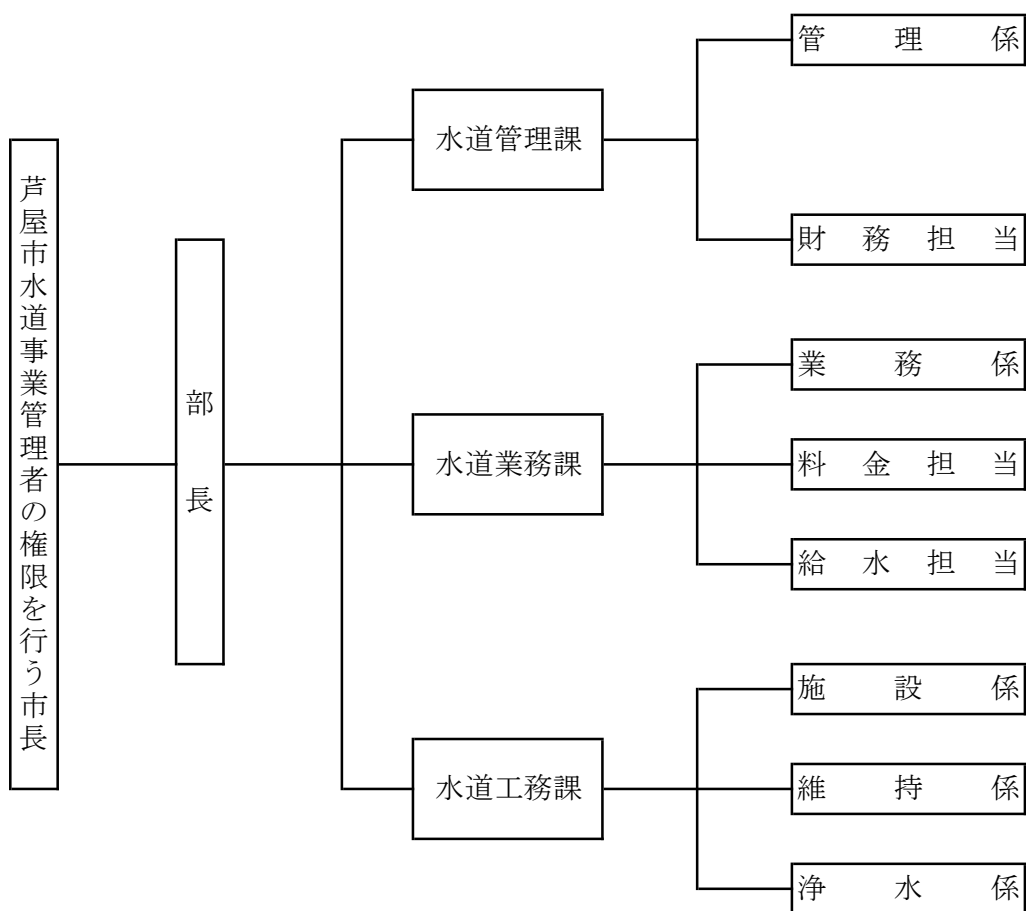 芦屋市水道事業管理者の権限を行う市長
部長
水道管理課
管理係
財務担当
水道業務課
業務係
料金担当
給水担当
水道工務課
施設係
維持係
浄水係